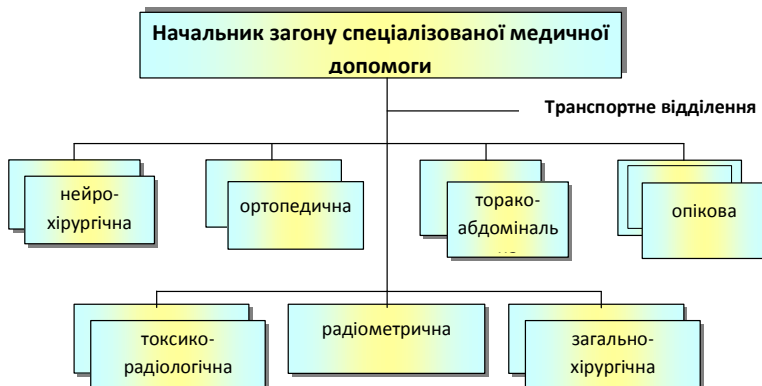 Начальник загону спеціалізованої медичної
допомоги
Транспортне відділення
нейро-
хірургічна
ортопедична
торако-
абдоміналь
опікова
токсико-
радіологічна
радіометрична
загально-
хірургічна